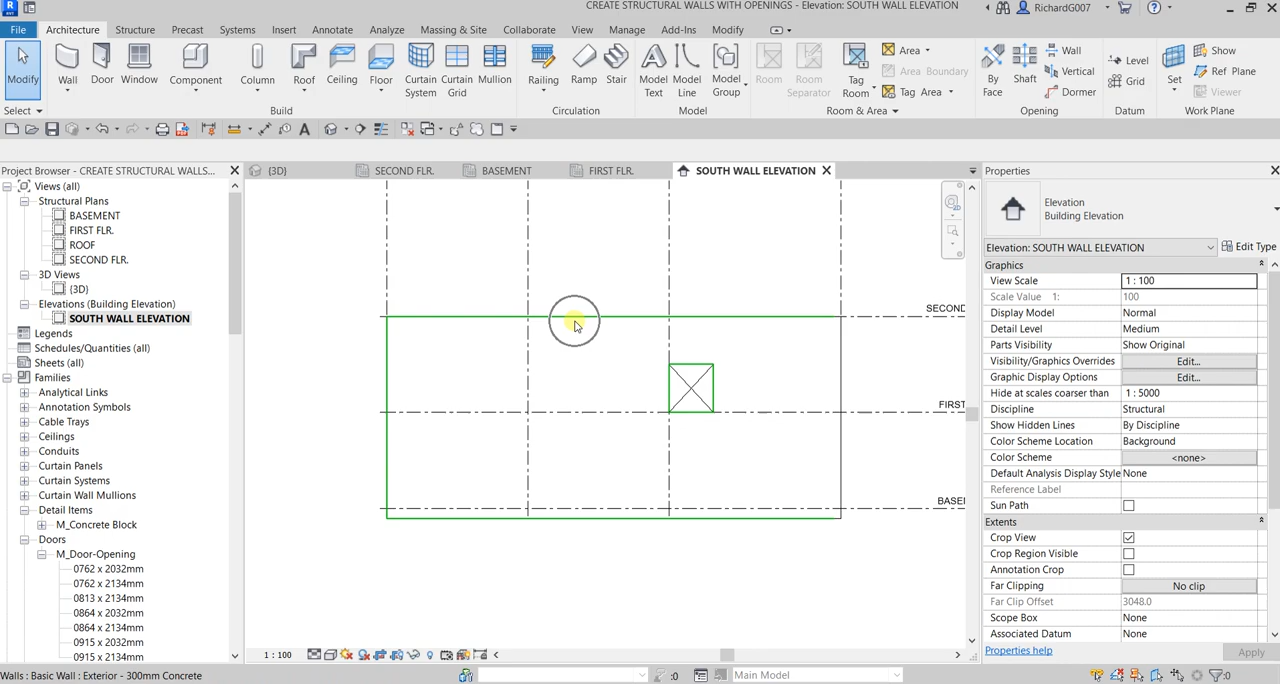 CREATE STRUCTURAL WALLS WITH OPENINGS - Elevation: SOUTH WALL ELEVATION
RichardG007
File Architecture Structure Precast Systems Insert Annotate Analyze Massing & Site Collaborate View Manage Add-Ins Modify
Modify Wall Door Window Component Column Roof Ceiling Floor Curtain System Curtain Grid Mullion Railing Ramp Stair Model Text Model Line Model Group Room Room Separator Tag Room Area Area Boundary Tag Area By Face Shaft Wall Vertical Dormer Level Grid Set Show Ref Plane Viewer
Select Build Circulation Model Room & Area Opening Datum Work Plane
Project Browser - CREATE STRUCTURAL WALLS...
{3D} SECOND FLR. BASEMENT FIRST FLR. SOUTH WALL ELEVATION
Views (all)
Structural Plans
BASEMENT
FIRST FLR.
ROOF
SECOND FLR.
3D Views
{3D}
Elevations (Building Elevation)
SOUTH WALL ELEVATION
Legends
Schedules/Quantities (all)
Sheets (all)
Families
Analytical Links
Annotation Symbols
Cable Trays
Ceilings
Conduits
Curtain Panels
Curtain Systems
Curtain Wall Mullions
Detail Items
M_Concrete Block
Doors
M_Door-Opening
0762 x 2032mm
0762 x 2134mm
0813 x 2134mm
0864 x 2032mm
0864 x 2134mm
0915 x 2032mm
0915 x 2134mm
SECOND
FIRST
BASE
1 : 100
Properties
Elevation
Building Elevation
Elevation: SOUTH WALL ELEVATION Edit Type
Graphics
View Scale 1 : 100
Scale Value 1: 100
Display Model Normal
Detail Level Medium
Parts Visibility Show Original
Visibility/Graphics Overrides Edit...
Graphic Display Options Edit...
Hide at scales coarser than 1 : 5000
Discipline Structural
Show Hidden Lines By Discipline
Color Scheme Location Background
Color Scheme <none>
Default Analysis Display Style None
Reference Label
Sun Path
Extents
Crop View
Crop Region Visible
Annotation Crop
Far Clipping No clip
Far Clip Offset 3048.0
Scope Box None
Associated Datum None
Properties help Apply
Walls : Basic Wall : Exterior - 300mm Concrete :0 Main Model :0